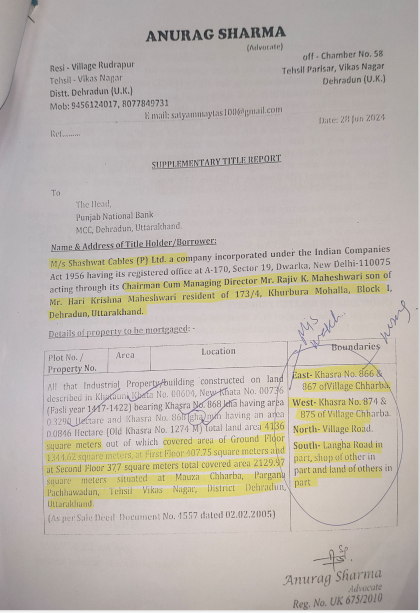 ANURAG SHARMA
(Advocate)
Resi - Village Rudrapur
Tehsil - Vikas Nagar
Distt. Dehradun (U.K.)
Mob: 9456124017, 8077849731
off - Chamber No. 58
Tehsil Parisar, Vikas Nagar
Dehradun (U.K.)
E mail: satyammaytas100@gmail.com
Ref.........
Date: 28 Jun 2024
SUPPLEMENTARY TITLE REPORT
To
The Head,
Punjab National Bank
MCC, Dehradun, Uttarakhand.
Name & Address of Title Holder/Borrower:
M/s Shashwat Cables (P) Ltd. a company incorporated under the Indian Companies
Act 1956 having its registered office at A-170, Sector 19, Dwarka, New Delhi-110075
acting through its Chairman Cum Managing Director Mr. Rajiv K. Maheshwari son of
Mr. Hari Krishna Maheshwari resident of 173/4, Khurbura Mohalla, Block I,
Dehradun, Uttarakhand.
Details of property to be mortgaged: -
Plot No. /
Property No.
Area
Location
Boundaries
All that Industrial Property/building constructed on land
described in Khatauni Khata No. 00604, New Khata No. 00736
(Fasli year 1417-1422) bearing Khasra No. 868 kha having area
0.3290 Hectare and Khasra No. 868 having an area
0.0846 Hectare (Old Khasra No. 1274 M) Total land area 4136
square meters out of which covered area of Ground Floor
1344.62 square meters, at First Floor 407.75 square meters and
at Second Floor 377 square meters total covered area 2129.37
square meters situated at Mauza Chharba, Pargana
Pachhawadun, Tehsil Vikas Nagar, District Dehradun,
Uttarakhand
(As per Sale Deed Document No. 4557 dated 02.02.2005)
East- Khasra No. 866 &
867 ofVillage Chharba.
West- Khasra No. 874 &
875 of Village Chharba.
North- Village Road.
South- Langha Road in
part, shop of other in
part and land of others in
part
Anurag Sharma
Advocate
Reg. No. UK 675/2010